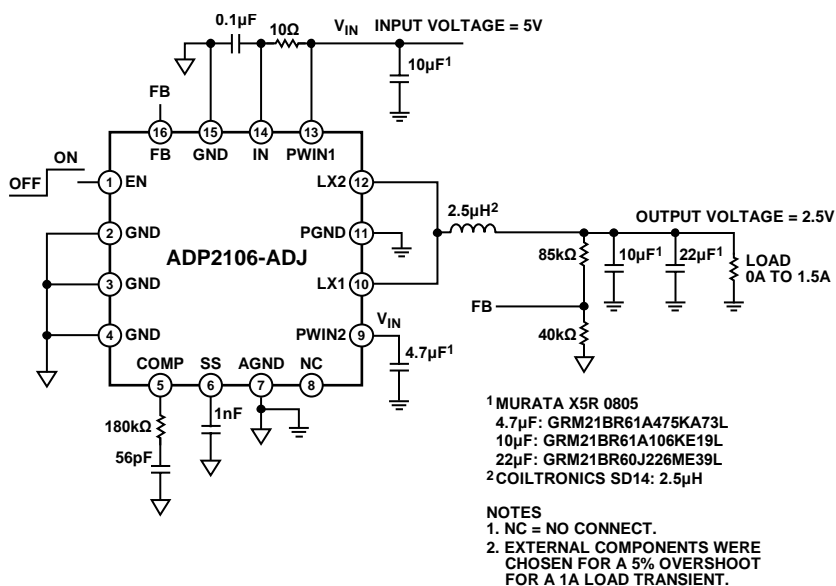 0.1µF
10Ω
VIN
INPUT VOLTAGE = 5V
10µF1
FB
16
15
14
13
FB
GND
IN
PWIN1
ON
OFF
1
EN
LX2
12
2.5µH2
OUTPUT VOLTAGE = 2.5V
2
GND
PGND
11
ADP2106-ADJ
85kΩ
10µF1
22µF1
LOAD
0A TO 1.5A
3
GND
LX1
10
FB
4
GND
PWIN2
9
VIN
40kΩ
4.7µF1
COMP
SS
AGND
NC
5
6
7
8
180kΩ
1nF
56pF
1 MURATA X5R 0805
4.7µF: GRM21BR61A475KA73L
10µF: GRM21BR61A106KE19L
22µF: GRM21BR60J226ME39L
2 COILTRONICS SD14: 2.5µH
NOTES
1. NC = NO CONNECT.
2. EXTERNAL COMPONENTS WERE
CHOSEN FOR A 5% OVERSHOOT
FOR A 1A LOAD TRANSIENT.